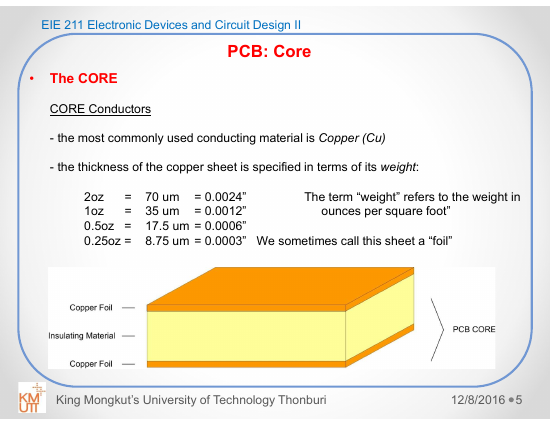 EIE 211 Electronic Devices and Circuit Design II
PCB: Core
• The CORE
CORE Conductors
- the most commonly used conducting material is Copper (Cu)
- the thickness of the copper sheet is specified in terms of its weight:
2oz = 70 um = 0.0024” The term “weight” refers to the weight in
1oz = 35 um = 0.0012” ounces per square foot”
0.5oz = 17.5 um = 0.0006”
0.25oz = 8.75 um = 0.0003” We sometimes call this sheet a “foil”
Copper Foil
Insulating Material
Copper Foil
PCB CORE
KM
UTT
King Mongkut’s University of Technology Thonburi 12/8/2016 •5